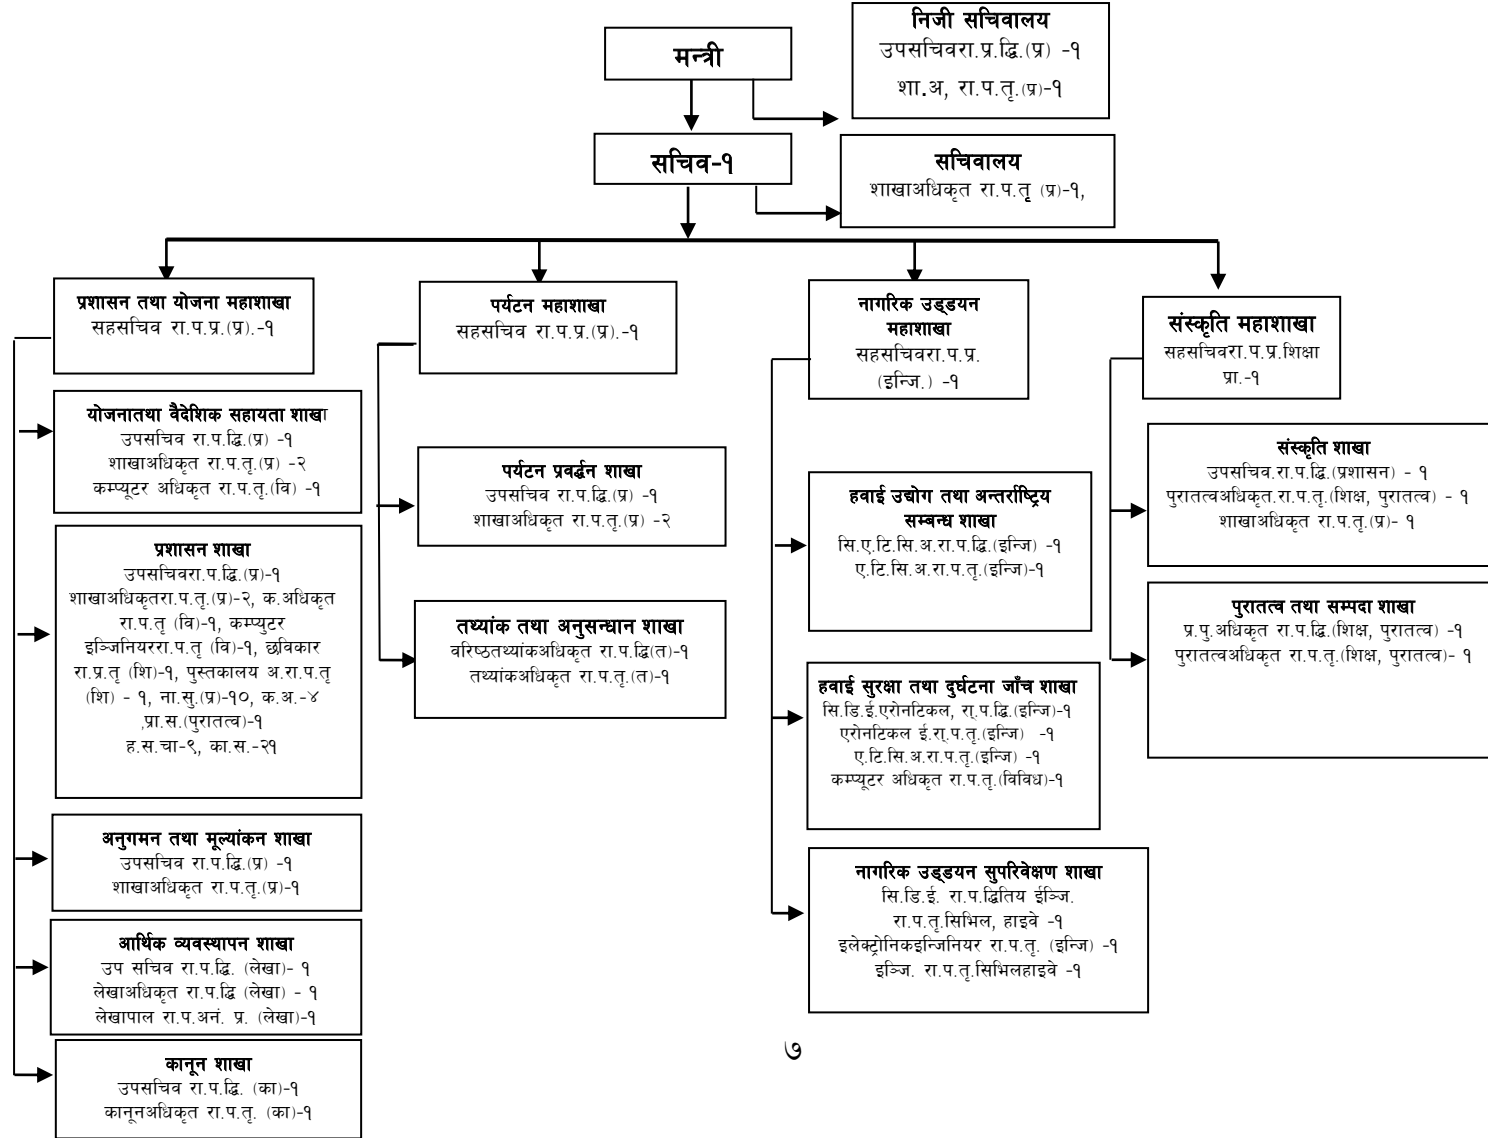 मन्त्री
निजी सचिवालय
उपसचिवरा.प्र.द्धि.(प्र) -१
शा.अ, रा.प.तृ.(प्र)-१
सचिव-१
सचिवालय
शाखाअधिकृत रा.प.तृ (प्र)-१,
प्रशासन तथा योजना महाशाखा
सहसचिव रा.प.प्र.(प्र).-१
योजनातथा वैदेशिक सहायता शाखा
उपसचिव रा.प.द्धि.(प्र) -१
शाखाअधिकृत रा.प.तृ.(प्र) -२
कम्प्यूटर अधिकृत रा.प.तृ.(वि) -१
प्रशासन शाखा
उपसचिवरा.प.द्धि.(प्र)-१
शाखाअधिकृतरा.प.तृ.(प्र)-२, क.अधिकृत
रा.प.तृ (वि)-१, कम्प्युटर
इञ्जिनियररा.प.तृ (वि)-१, छविकार
रा.प्र.तृ (शि)-१, पुस्तकालय अ.रा.प.तृ
(शि) - १, ना.सु.(प्र)-१०, क.अ.-४
,प्रा.स.(पुरातत्व)-१
ह.स.चा-९, का.स.-२१
अनुगमन तथा मूल्यांकन शाखा
उपसचिव रा.प.द्धि.(प्र) -१
शाखाअधिकृत रा.प.तृ.(प्र)-१
आर्थिक व्यवस्थापन शाखा
उप सचिव रा.प.द्धि. (लेखा)- १
लेखाअधिकृत रा.प.द्धि (लेखा) - १
लेखापाल रा.प.अनं. प्र. (लेखा)-१
कानून शाखा
उपसचिव रा.प.द्धि. (का)-१
कानूनअधिकृत रा.प.तृ. (का)-१
पर्यटन महाशाखा
सहसचिव रा.प.प्र.(प्र).-१
पर्यटन प्रवर्द्धन शाखा
उपसचिव रा.प.द्धि.(प्र) -१
शाखाअधिकृत रा.प.तृ.(प्र) -२
तथ्यांक तथा अनुसन्धान शाखा
वरिष्ठतथ्यांकअधिकृत रा.प.द्धि(त)-१
तथ्यांकअधिकृत रा.प.तृ.(त)-१
नागरिक उड्डयन
महाशाखा
सहसचिवरा.प.प्र.
(इन्जि.) -१
हवाई उद्योग तथा अन्तर्राष्ट्रिय
सम्बन्ध शाखा
सि.ए.टि.सि.अ.रा.प.द्धि.(इन्जि) -१
ए.टि.सि.अ.रा.प.तृ.(इन्जि)-१
हवाई सुरक्षा तथा दुर्घटना जाँच शाखा
सि.डि.ई.एरोनटिकल, रा.प.द्धि.(इन्जि)-१
एरोनटिकल ई.रा.प.तृ.(इन्जि) -१
ए.टि.सि.अ.रा.प.तृ.(इन्जि) -१
कम्प्यूटर अधिकृत रा.प.तृ.(विविध)-१
नागरिक उड्डयन सुपरिवेक्षण शाखा
सि.डि.ई. रा.प.द्धितिय ईञ्जि.
रा.प.तृ.सिभिल, हाइवे -१
इलेक्ट्रोनिकइन्जिनियर रा.प.तृ. (इन्जि) -१
इञ्जि. रा.प.तृ.सिभिलहाइवे -१
संस्कृति महाशाखा
सहसचिवरा.प.प्र.शिक्षा
प्रा.-१
संस्कृति शाखा
उपसचिव.रा.प.द्धि.(प्रशासन) - १
पुरातत्वअधिकृत.रा.प.तृ.(शिक्ष, पुरातत्व) - १
शाखाअधिकृत रा.प.तृ.(प्र)- १
पुरातत्व तथा सम्पदा शाखा
प्र.पु.अधिकृत रा.प.द्धि.(शिक्ष, पुरातत्व) -१
पुरातत्वअधिकृत रा.प.तृ.(शिक्ष, पुरातत्व)- १
७